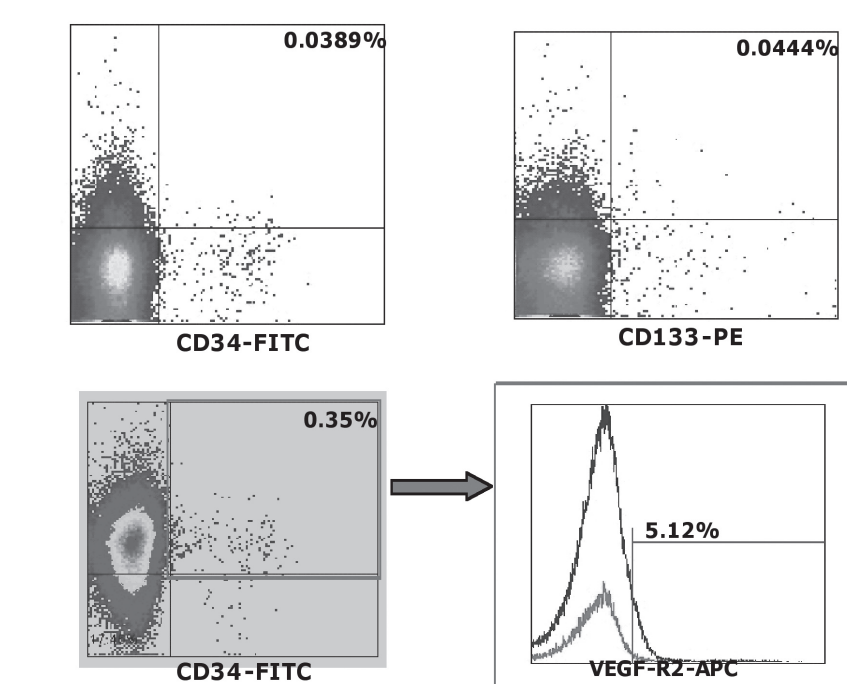 0.0389%
CD34-FITC
0.0444%
CD133-PE
0.35%
CD34-FITC
5.12%
VEGF-R2-APC